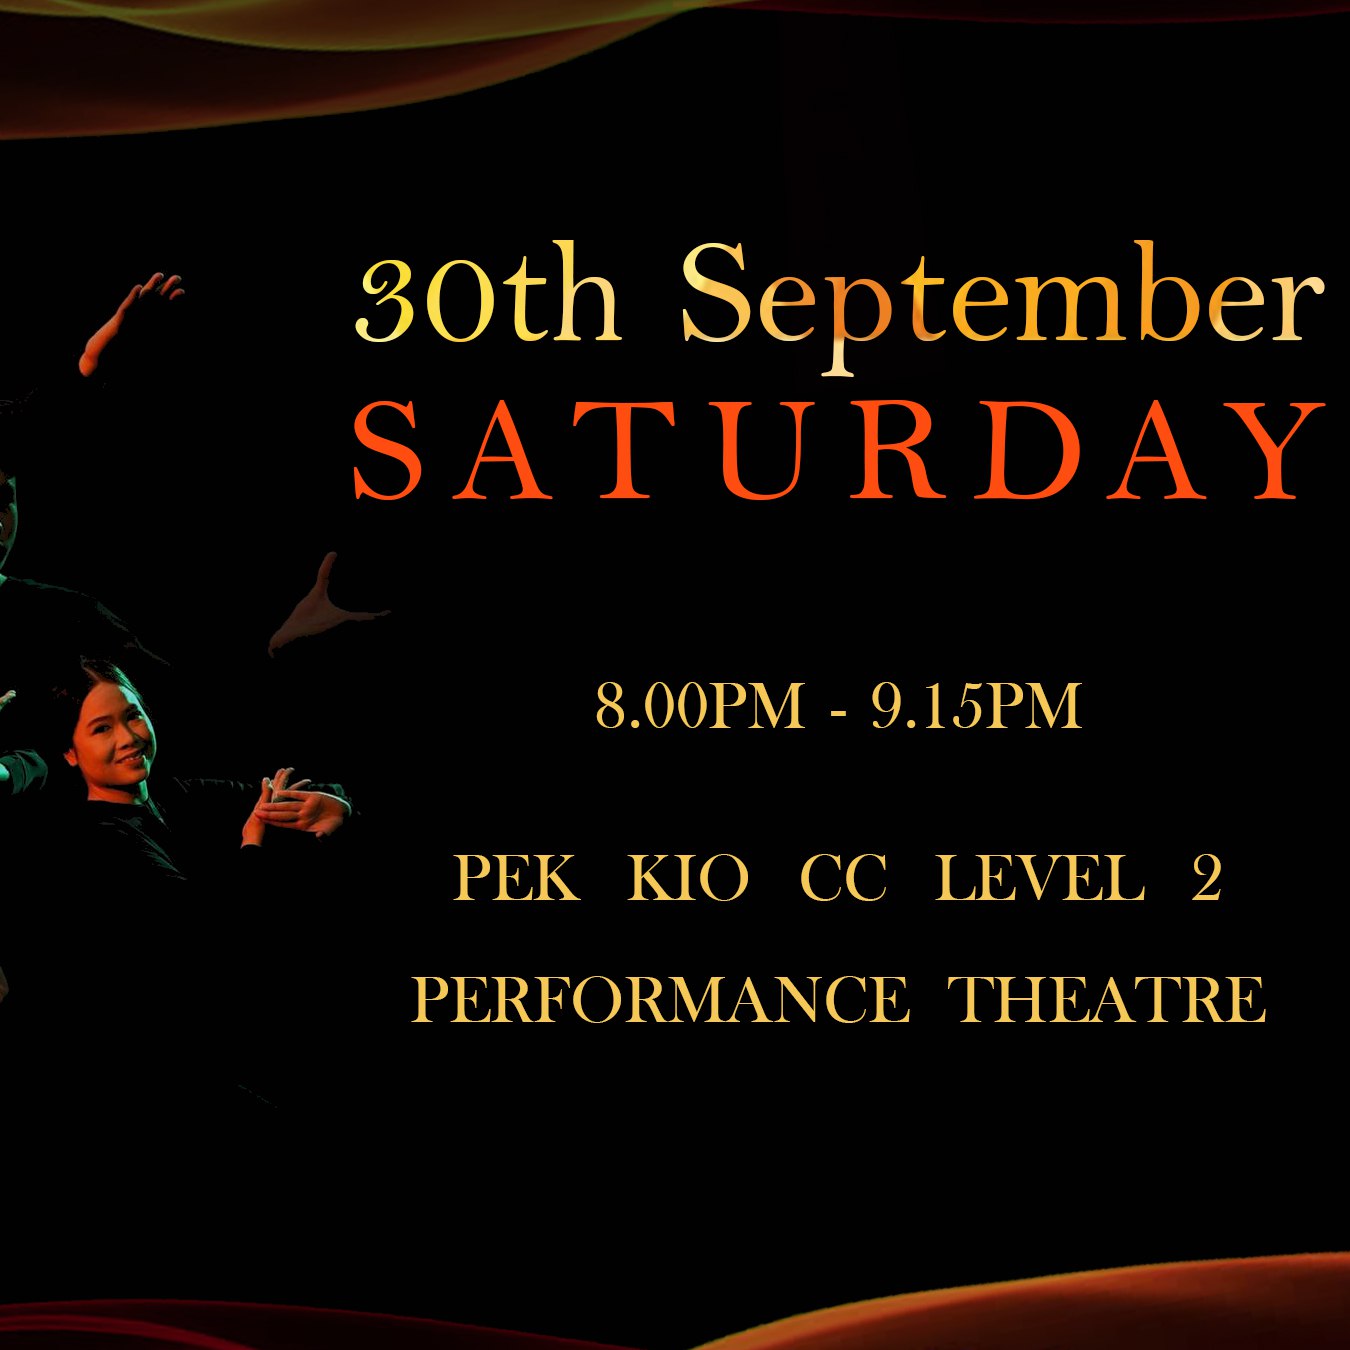 30th September
SATURDAY
8.00PM - 9.15PM
PEK KIO CC LEVEL 2
PERFORMANCE THEATRE